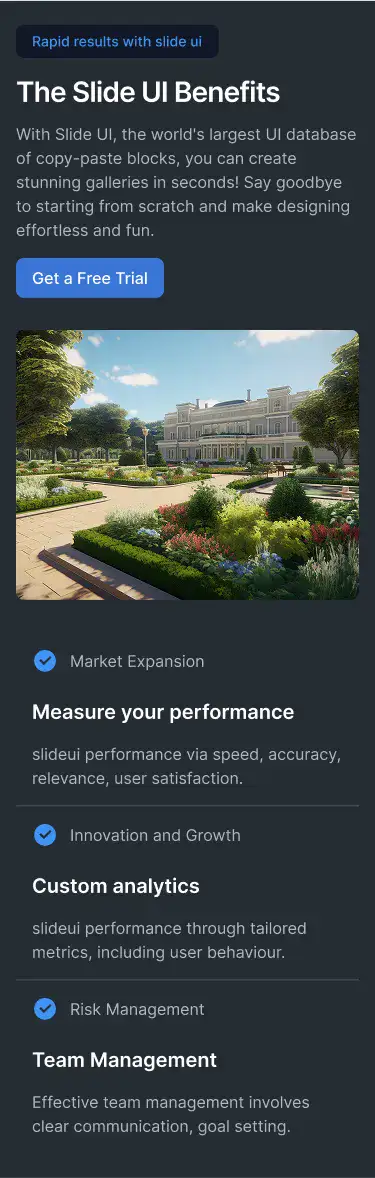 Rapid results with slide ui
The Slide UI Benefits
With Slide UI, the world's largest UI database
of copy-paste blocks, you can create
stunning galleries in seconds! Say goodbye
to starting from scratch and make designing
effortless and fun.
Get a Free Trial
Market Expansion
Measure your performance
slideui performance via speed, accuracy,
relevance, user satisfaction.
Innovation and Growth
Custom analytics
slideui performance through tailored
metrics, including user behaviour.
Risk Management
Team Management
Effective team management involves
clear communication, goal setting.